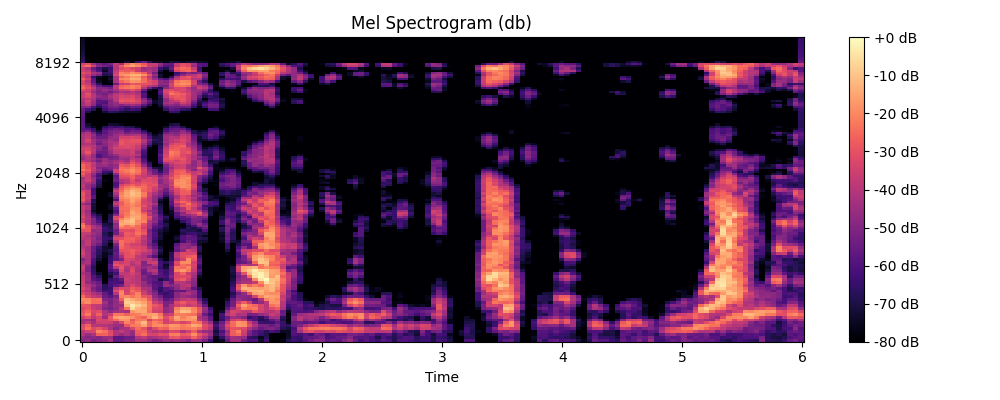 Mel Spectrogram (db)
8192
4096
2048
1024
512
0
Hz
0 1 2 3 4 5 6
Time
+0 dB
-10 dB
-20 dB
-30 dB
-40 dB
-50 dB
-60 dB
-70 dB
-80 dB